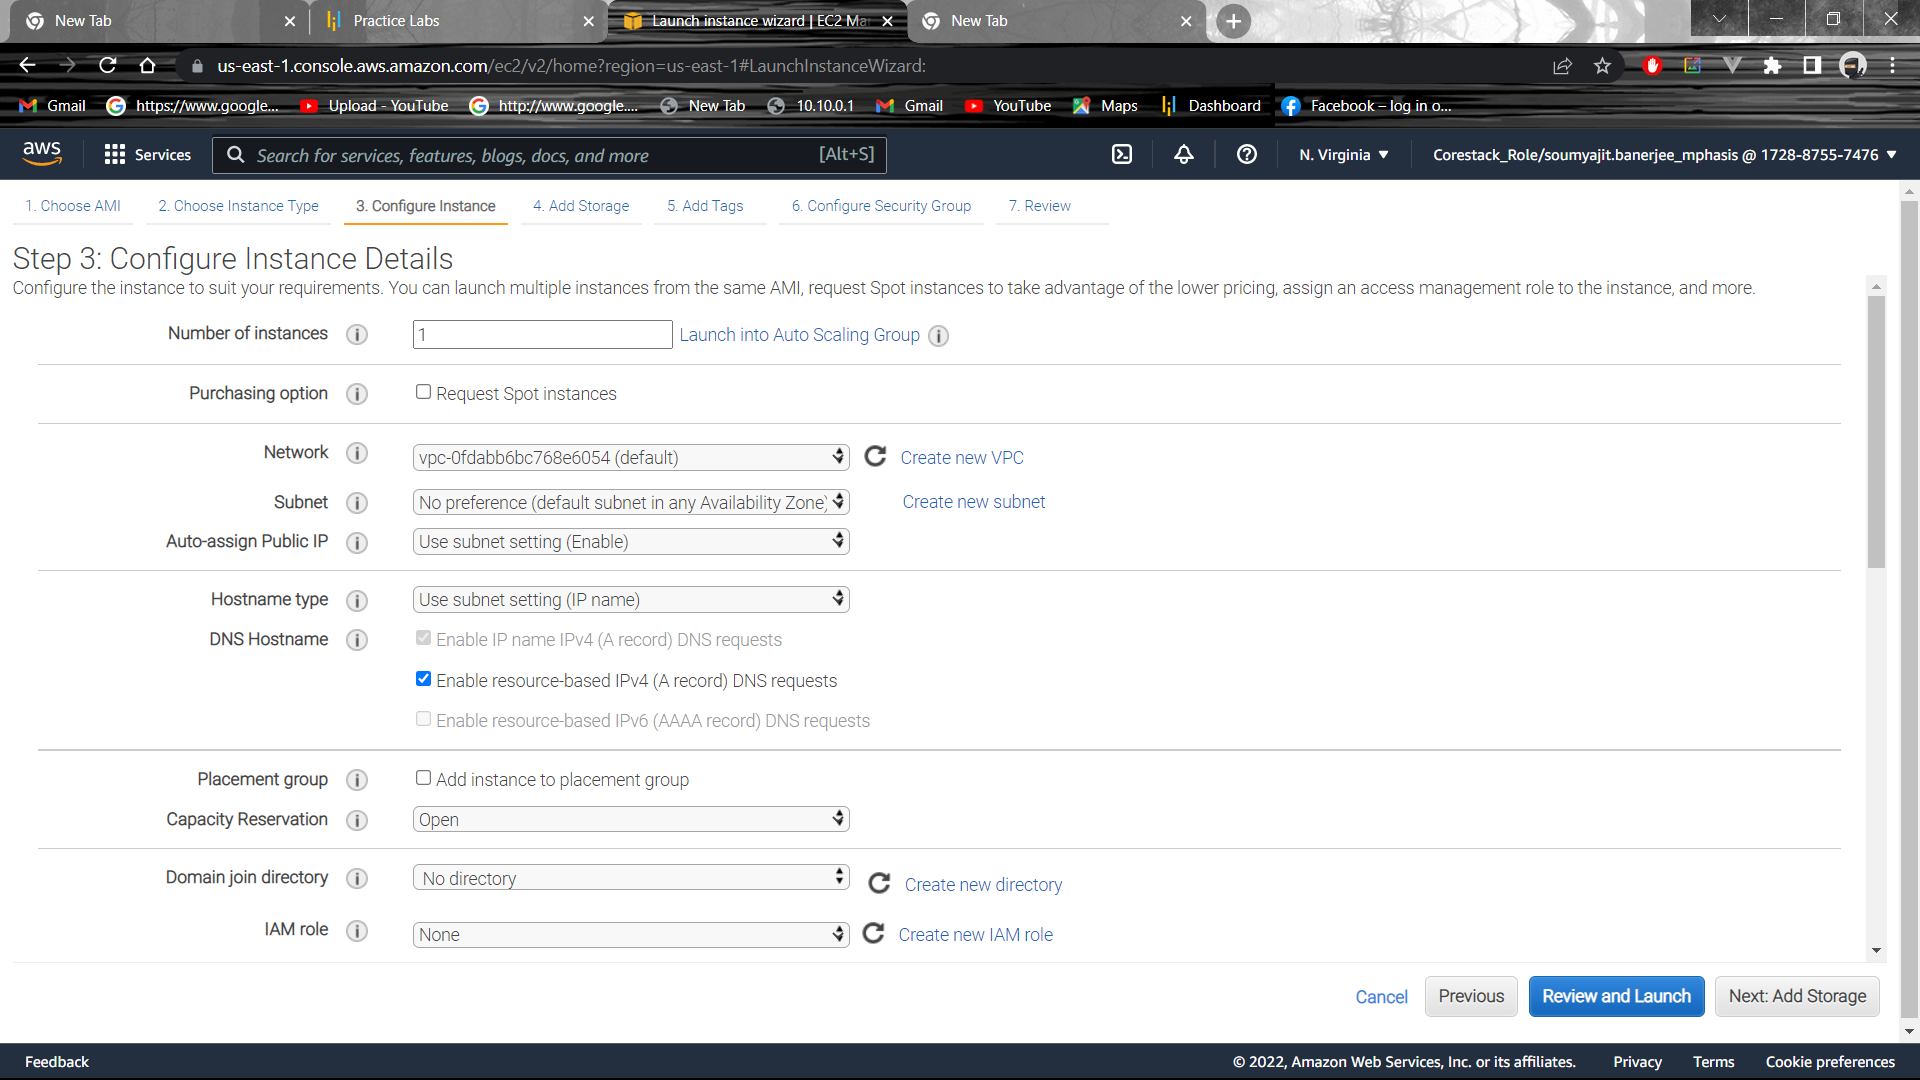 New Tab
Practice Labs
Launch instance wizard | EC2 Ma
New Tab
us-east-1.console.aws.amazon.com/ec2/v2/home?region=us-east-1#LaunchInstanceWizard:
Gmail
https://www.google...
Upload - YouTube
http://www.google....
New Tab
10.10.0.1
Gmail
YouTube
Maps
Dashboard
Facebook – log in o...
aws
Services
Search for services, features, blogs, docs, and more
[Alt+S]
N. Virginia
Corestack_Role/soumyajit.banerjee_mphasis @ 1728-8755-7476
1. Choose AMI
2. Choose Instance Type
3. Configure Instance
4. Add Storage
5. Add Tags
6. Configure Security Group
7. Review
Step 3: Configure Instance Details
Configure the instance to suit your requirements. You can launch multiple instances from the same AMI, request Spot instances to take advantage of the lower pricing, assign an access management role to the instance, and more.
Number of instances
1
Launch into Auto Scaling Group
Purchasing option
Request Spot instances
Network
vpc-0fdabb6bc768e6054 (default)
Create new VPC
Subnet
No preference (default subnet in any Availability Zone)
Create new subnet
Auto-assign Public IP
Use subnet setting (Enable)
Hostname type
Use subnet setting (IP name)
DNS Hostname
Enable IP name IPv4 (A record) DNS requests
Enable resource-based IPv4 (A record) DNS requests
Enable resource-based IPv6 (AAAA record) DNS requests
Placement group
Add instance to placement group
Capacity Reservation
Open
Domain join directory
No directory
Create new directory
IAM role
None
Create new IAM role
Cancel
Previous
Review and Launch
Next: Add Storage
Feedback
© 2022, Amazon Web Services, Inc. or its affiliates.
Privacy
Terms
Cookie preferences